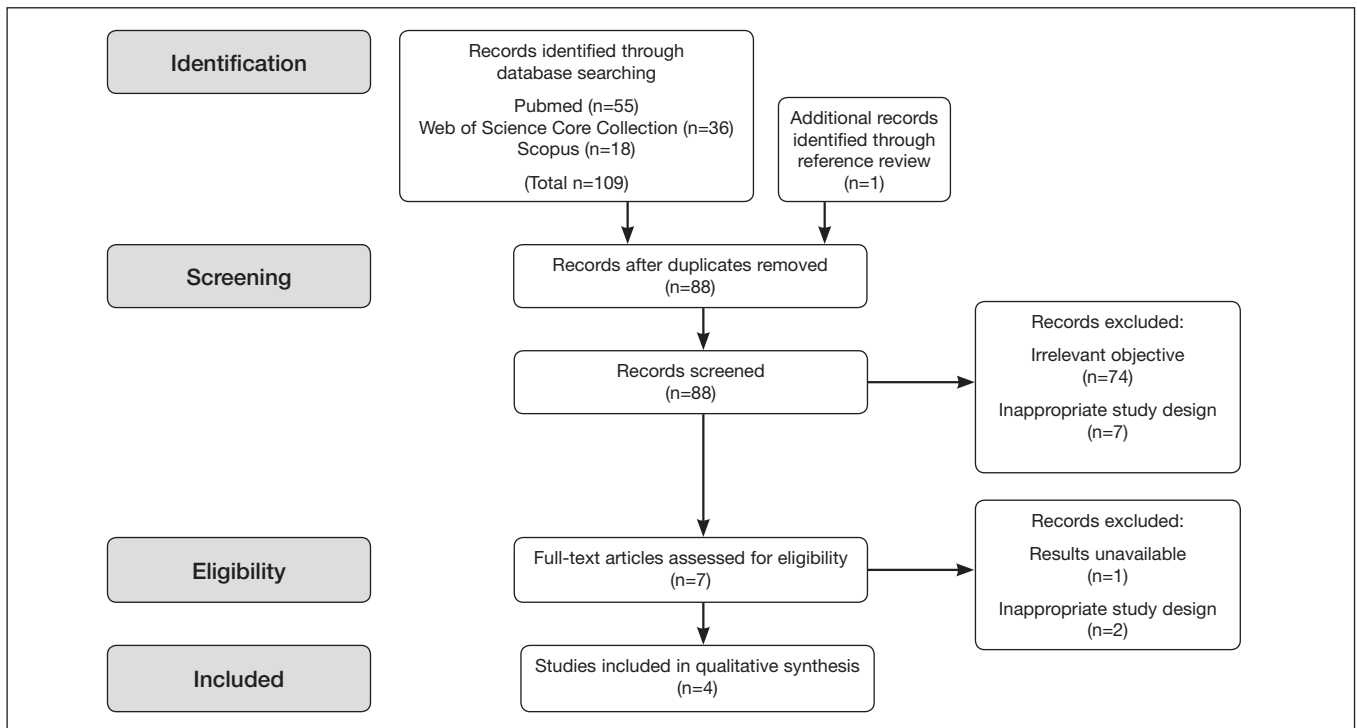 Identification
Records identified through
database searching
Pubmed (n=55)
Web of Science Core Collection (n=36)
Scopus (n=18)
(Total n=109)
Additional records
identified through
reference review
(n=1)
Screening
Records after duplicates removed
(n=88)
Records screened
(n=88)
Records excluded:
Irrelevant objective
(n=74)
Inappropriate study design
(n=7)
Eligibility
Full-text articles assessed for eligibility
(n=7)
Records excluded:
Results unavailable
(n=1)
Inappropriate study design
(n=2)
Included
Studies included in qualitative synthesis
(n=4)